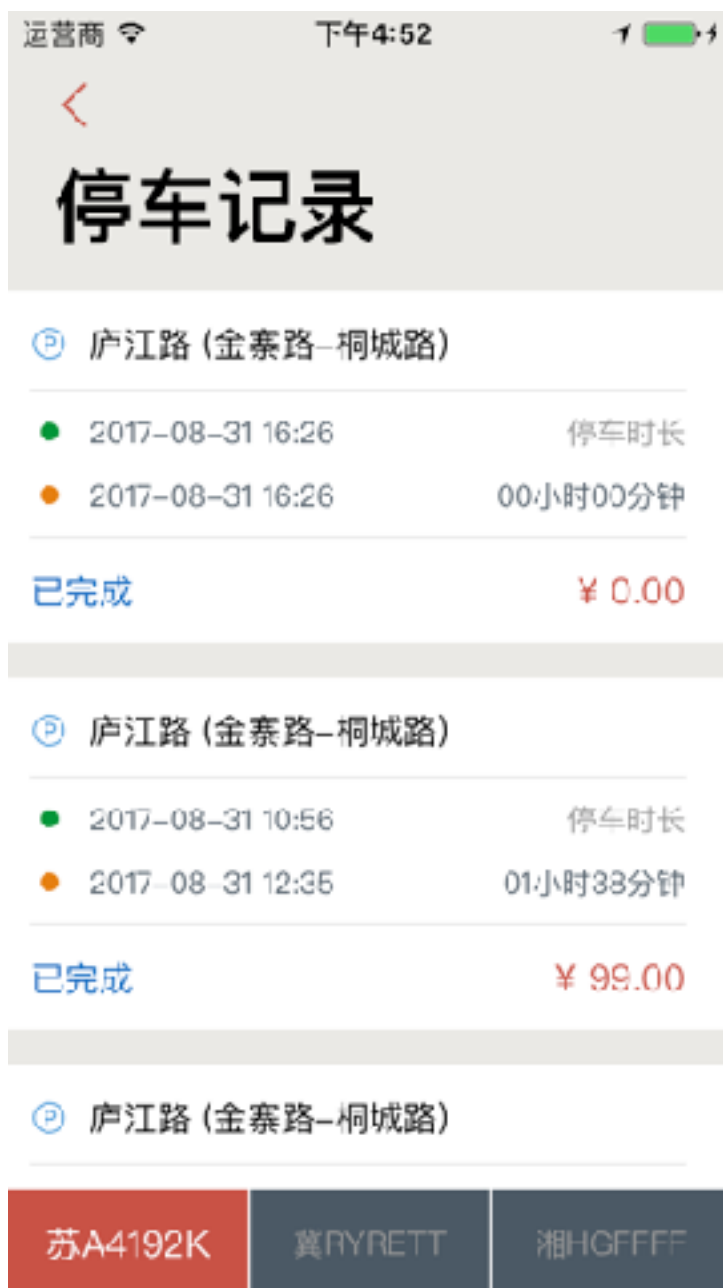 运营商 下午4:52
停车记录
庐江路 (金寨路–桐城路)
2017–08–31 16:26 停车时长
2017–08–31 16:26 00小时00分钟
已完成 ¥ 0.00
庐江路 (金寨路–桐城路)
2017–08–31 10:56 停车时长
2017–08–31 12:35 01小时38分钟
已完成 ¥ 99.00
庐江路 (金寨路–桐城路)
苏A4192K 冀RYRETT 湘HGFFFF